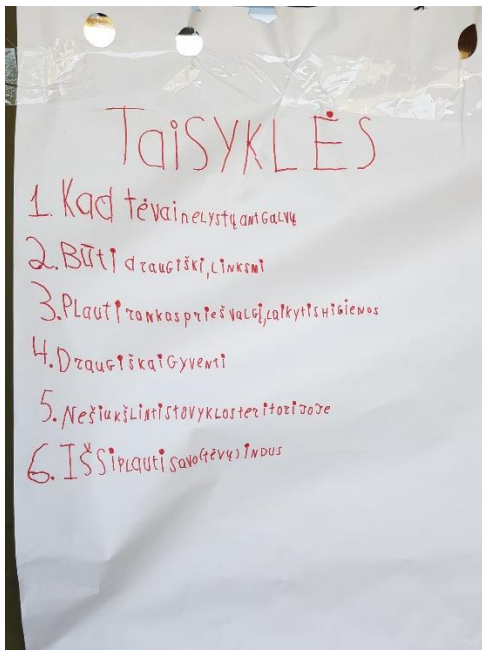 TaiSYKLĖS
1. Kad tėvai nelystų ant galvų
2. Būti draugiški, linksmi
3. Plauti rankas prieš valgį, laikytis higienos
4. Draugiškai gyventi
5. Nešiukšlinti stovyklos teritorijoje
6. Išsiplauti savo (tėvų) indus